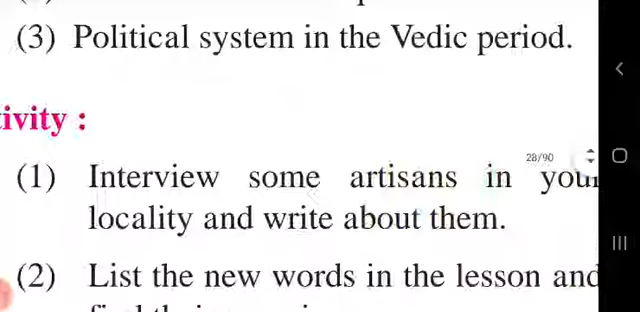 (3) Political system in the Vedic period.
ivity :
28/90
(1) Interview some artisans in your
locality and write about them.
(2) List the new words in the lesson and